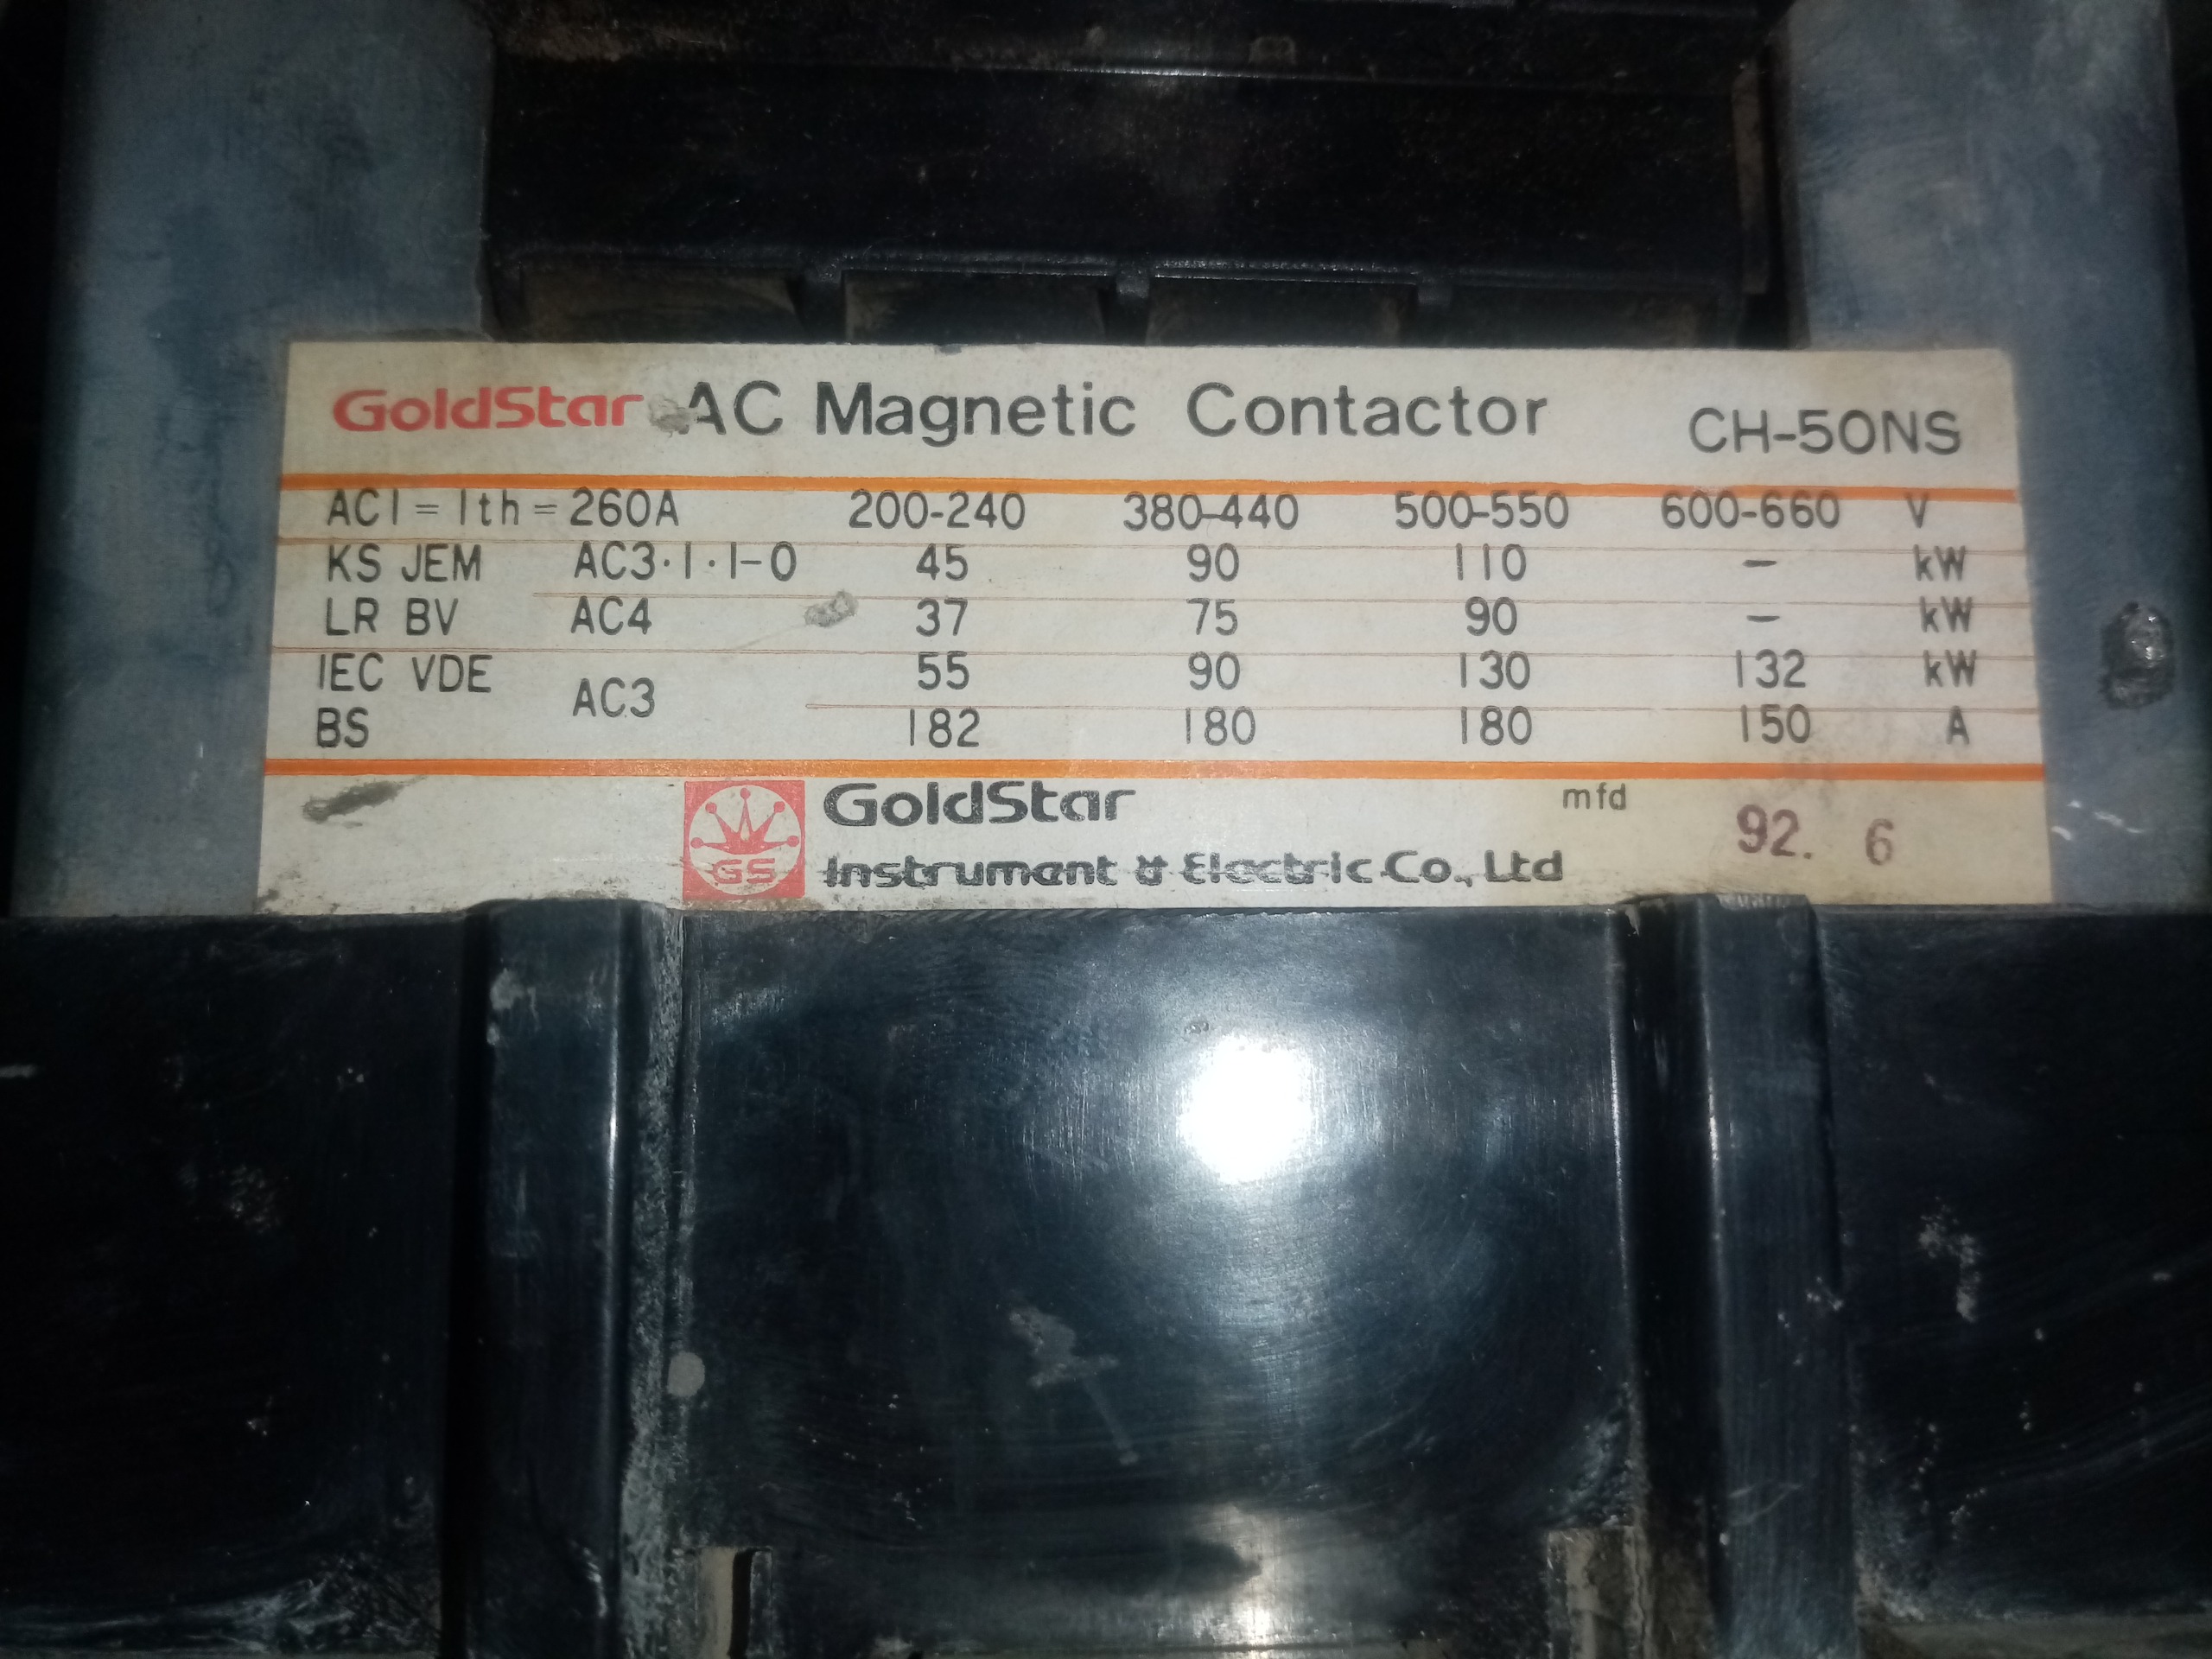 GoldStar AC Magnetic Contactor CH-50NS
AC1 = Ith = 260A 200-240 380-440 500-550 600-660 V
KS JEM AC3·1·1-0 45 90 110 — kW
LR BV AC4 37 75 90 — kW
IEC VDE AC3 55 90 130 132 kW
BS 182 180 180 150 A
GoldStar mfd 92. 6
GS Instrument & Electric Co., Ltd